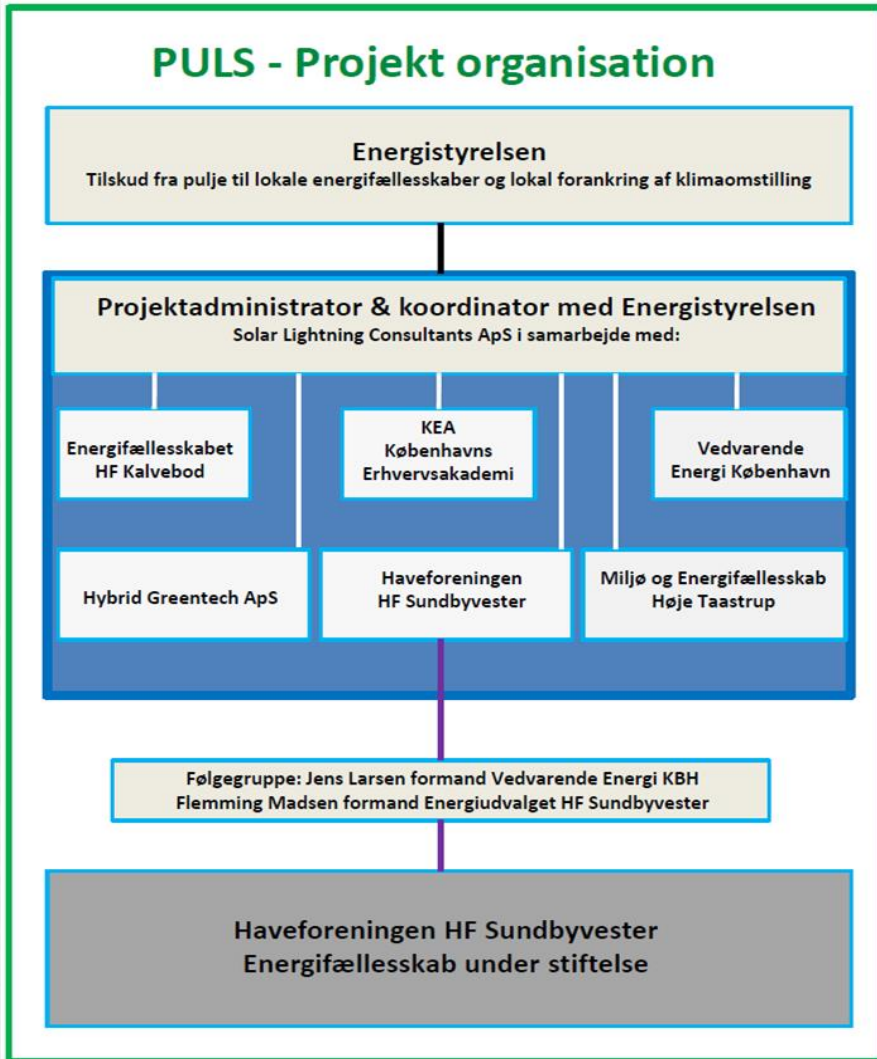 PULS - Projekt organisation
Energistyrelsen
Tilskud fra pulje til lokale energifællesskaber og lokal forankring af klimaomstilling
Projektadministrator & koordinator med Energistyrelsen
Solar Lightning Consultants ApS i samarbejde med:
Energifællesskabet
HF Kalvebod
KEA
Københavns
Erhvervsakademi
Vedvarende
Energi København
Hybrid Greentech ApS
Haveforeningen
HF Sundbyvester
Miljø og Energifællesskab
Høje Taastrup
Følgegruppe: Jens Larsen formand Vedvarende Energi KBH
Flemming Madsen formand Energiudvalget HF Sundbyvester
Haveforeningen HF Sundbyvester
Energifællesskab under stiftelse